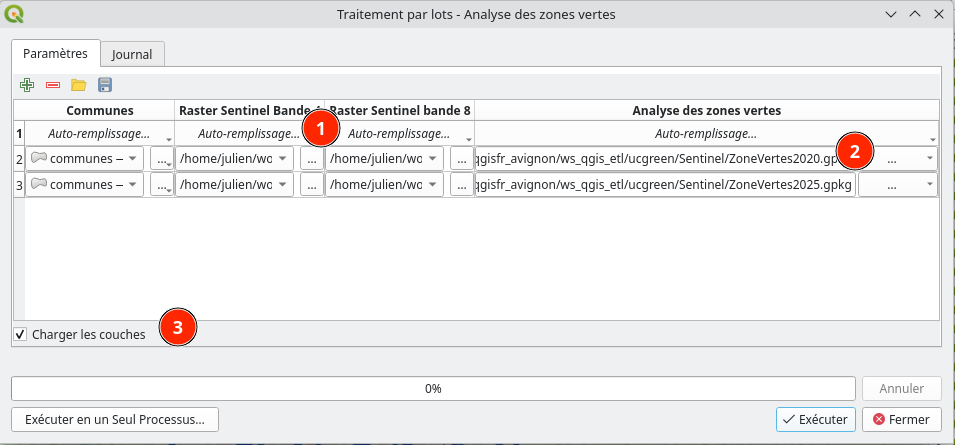 Traitement par lots - Analyse des zones vertes
Paramètres Journal
Communes Raster Sentinel Bande Raster Sentinel bande 8 Analyse des zones vertes
1 Auto-remplissage... Auto-remplissage... 1 Auto-remplissage... Auto-remplissage...
2 communes — ... /home/julien/wo ... /home/julien/wo ... qgisfr_avignon/ws_qgis_etl/ucgreen/Sentinel/ZoneVertes2020.gp 2 ...
3 communes — ... /home/julien/wo ... /home/julien/wo ... qgisfr_avignon/ws_qgis_etl/ucgreen/Sentinel/ZoneVertes2025.gpkg ...
Charger les couches 3
0% Annuler
Exécuter en un Seul Processus... Exécuter Fermer